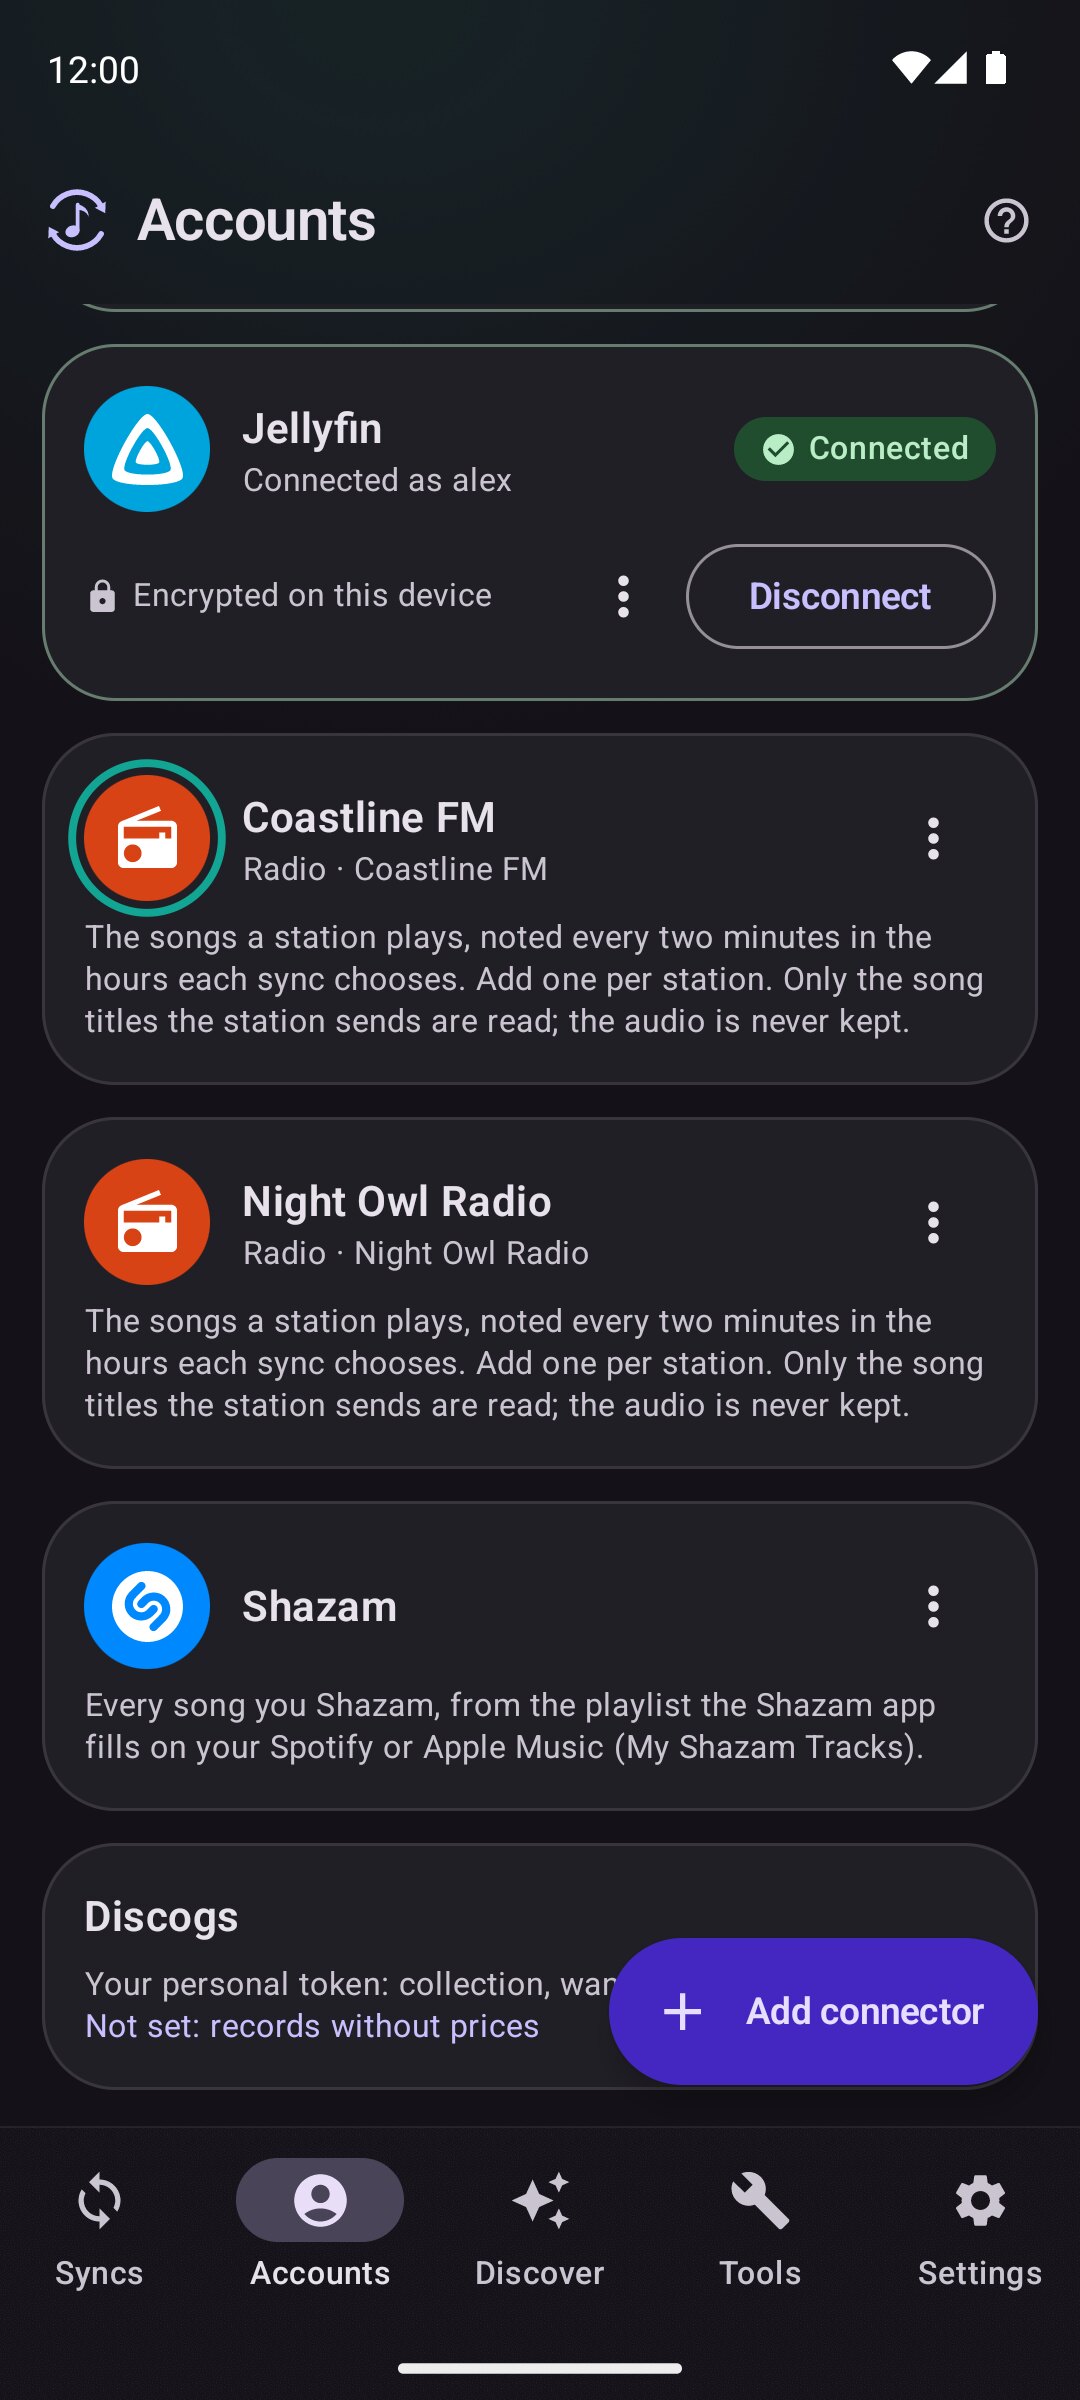 12:00
Accounts
Jellyfin
Connected as alex
Connected
Encrypted on this device
Disconnect
Coastline FM
Radio · Coastline FM
The songs a station plays, noted every two minutes in the
hours each sync chooses. Add one per station. Only the song
titles the station sends are read; the audio is never kept.
Night Owl Radio
Radio · Night Owl Radio
The songs a station plays, noted every two minutes in the
hours each sync chooses. Add one per station. Only the song
titles the station sends are read; the audio is never kept.
Shazam
Every song you Shazam, from the playlist the Shazam app
fills on your Spotify or Apple Music (My Shazam Tracks).
Discogs
Your personal token: collection,
Not set: records without prices
Add connector
Syncs
Accounts
Discover
Tools
Settings